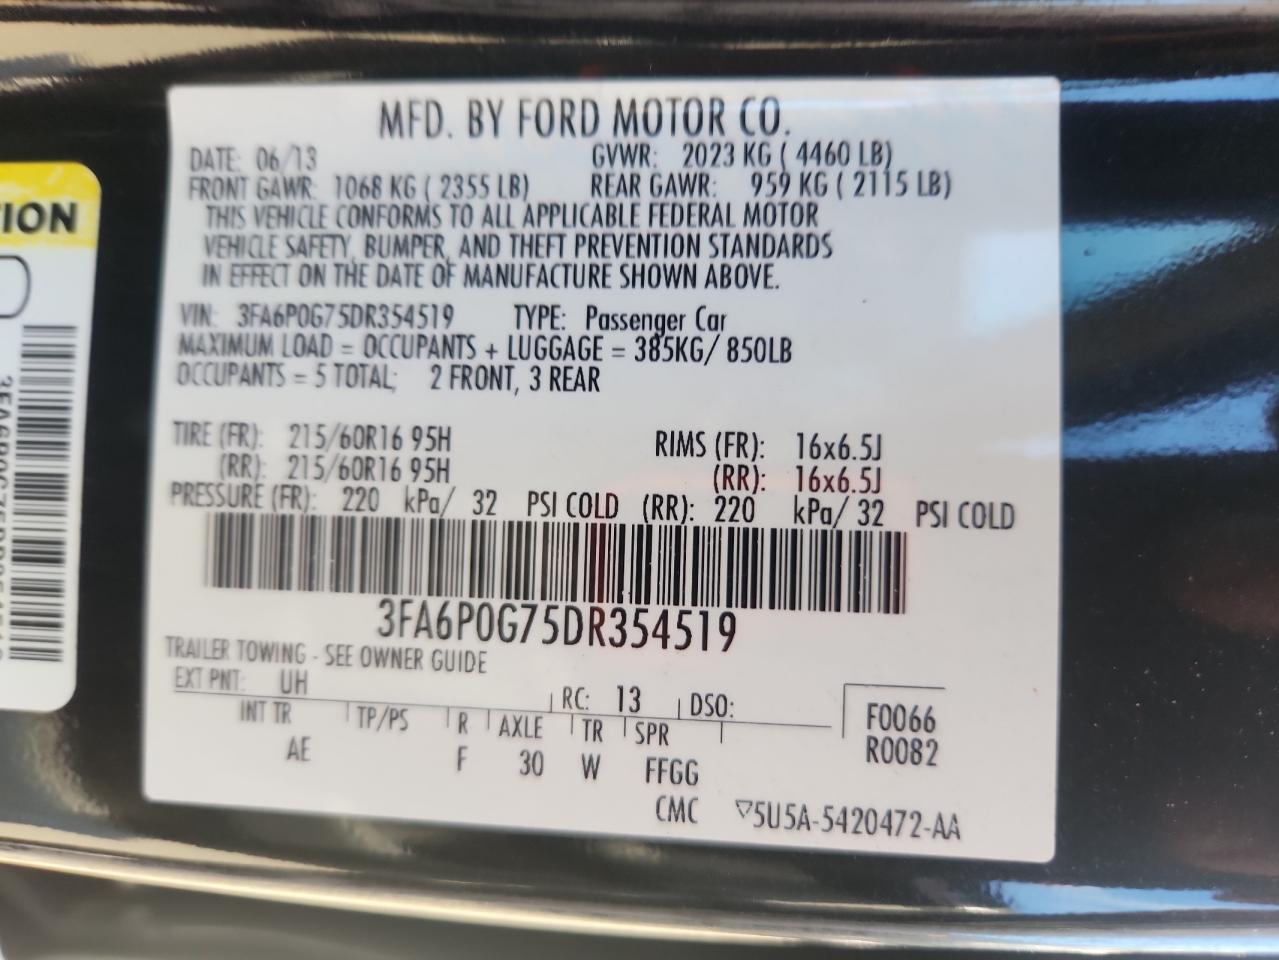 MFD. BY FORD MOTOR CO.
DATE: 06/13 GVWR: 2023 KG ( 4460 LB)
FRONT GAWR: 1068 KG ( 2355 LB) REAR GAWR: 959 KG ( 2115 LB)
THIS VEHICLE CONFORMS TO ALL APPLICABLE FEDERAL MOTOR
VEHICLE SAFETY, BUMPER, AND THEFT PREVENTION STANDARDS
IN EFFECT ON THE DATE OF MANUFACTURE SHOWN ABOVE.
VIN: 3FA6P0G75DR354519 TYPE: Passenger Car
MAXIMUM LOAD = OCCUPANTS + LUGGAGE = 385KG/ 850LB
OCCUPANTS = 5 TOTAL; 2 FRONT, 3 REAR
TIRE (FR): 215/60R16 95H RIMS (FR): 16x6.5J
(RR): 215/60R16 95H (RR): 16x6.5J
PRESSURE (FR): 220 kPa/ 32 PSI COLD (RR): 220 kPa/ 32 PSI COLD
3FA6P0G75DR354519
TRAILER TOWING - SEE OWNER GUIDE
EXT PNT: UH RC: 13 DSO:
INT TR TP/PS R AXLE TR SPR F0066
AE F 30 W FFGG R0082
CMC ▽5U5A-5420472-AA
TION